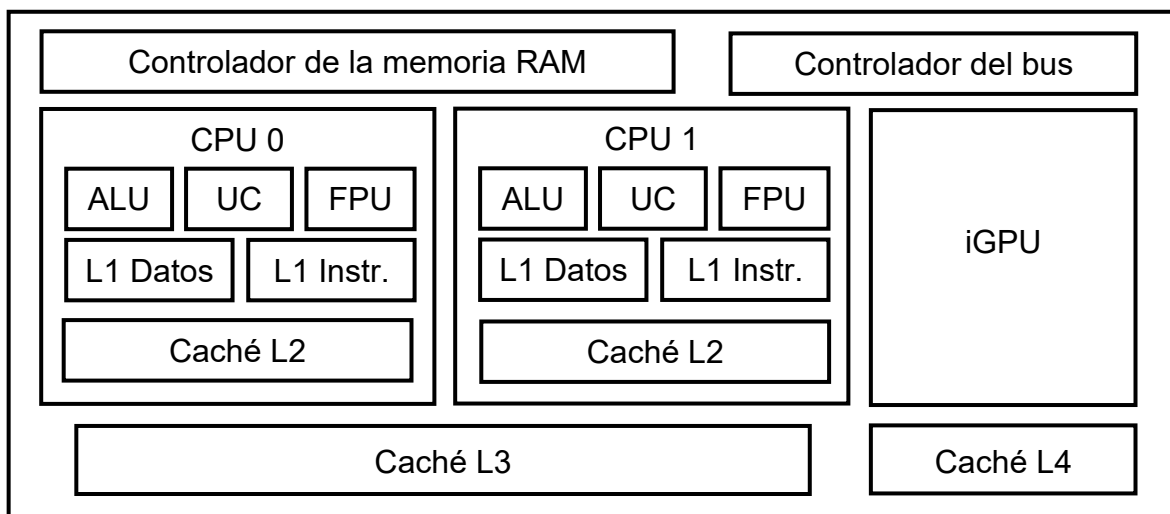 Controlador de la memoria RAM
Controlador del bus
CPU 0
ALU
UC
FPU
L1 Datos
L1 Instr.
Caché L2
CPU 1
ALU
UC
FPU
L1 Datos
L1 Instr.
Caché L2
iGPU
Caché L3
Caché L4